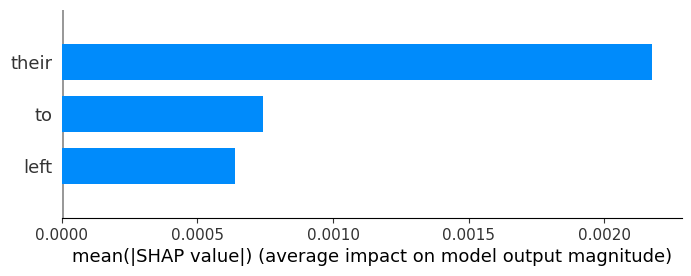 their
to
left
0.0000 0.0005 0.0010 0.0015 0.0020
mean(|SHAP value|) (average impact on model output magnitude)